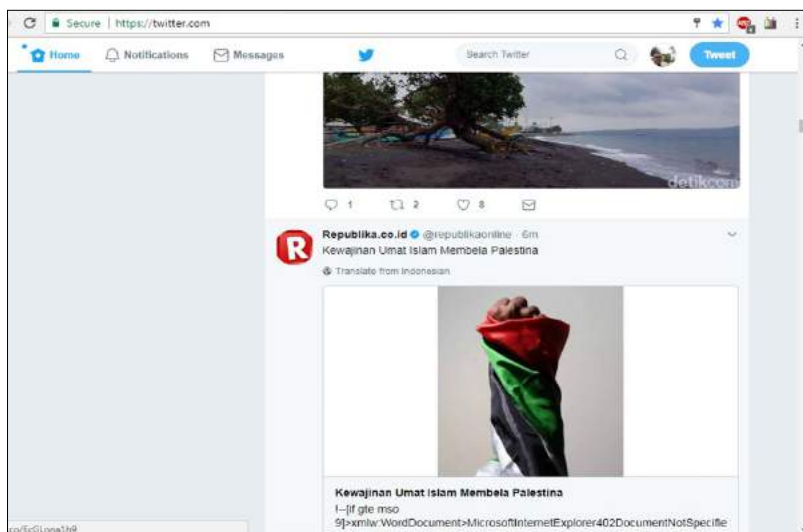 Secure | https://twitter.com
Home Notifications Messages Search Twitter Tweet
detikcom
1 2 8
R Republika.co.id @republikaonline · 6m
Kewajinan Umat Islam Membela Palestina
Translate from Indonesian
Kewajinan Umat Islam Membela Palestina
!--[if gte mso
9]>xmlw:WordDocument>MicrosoftInternetExplorer402DocumentNotSpecifie